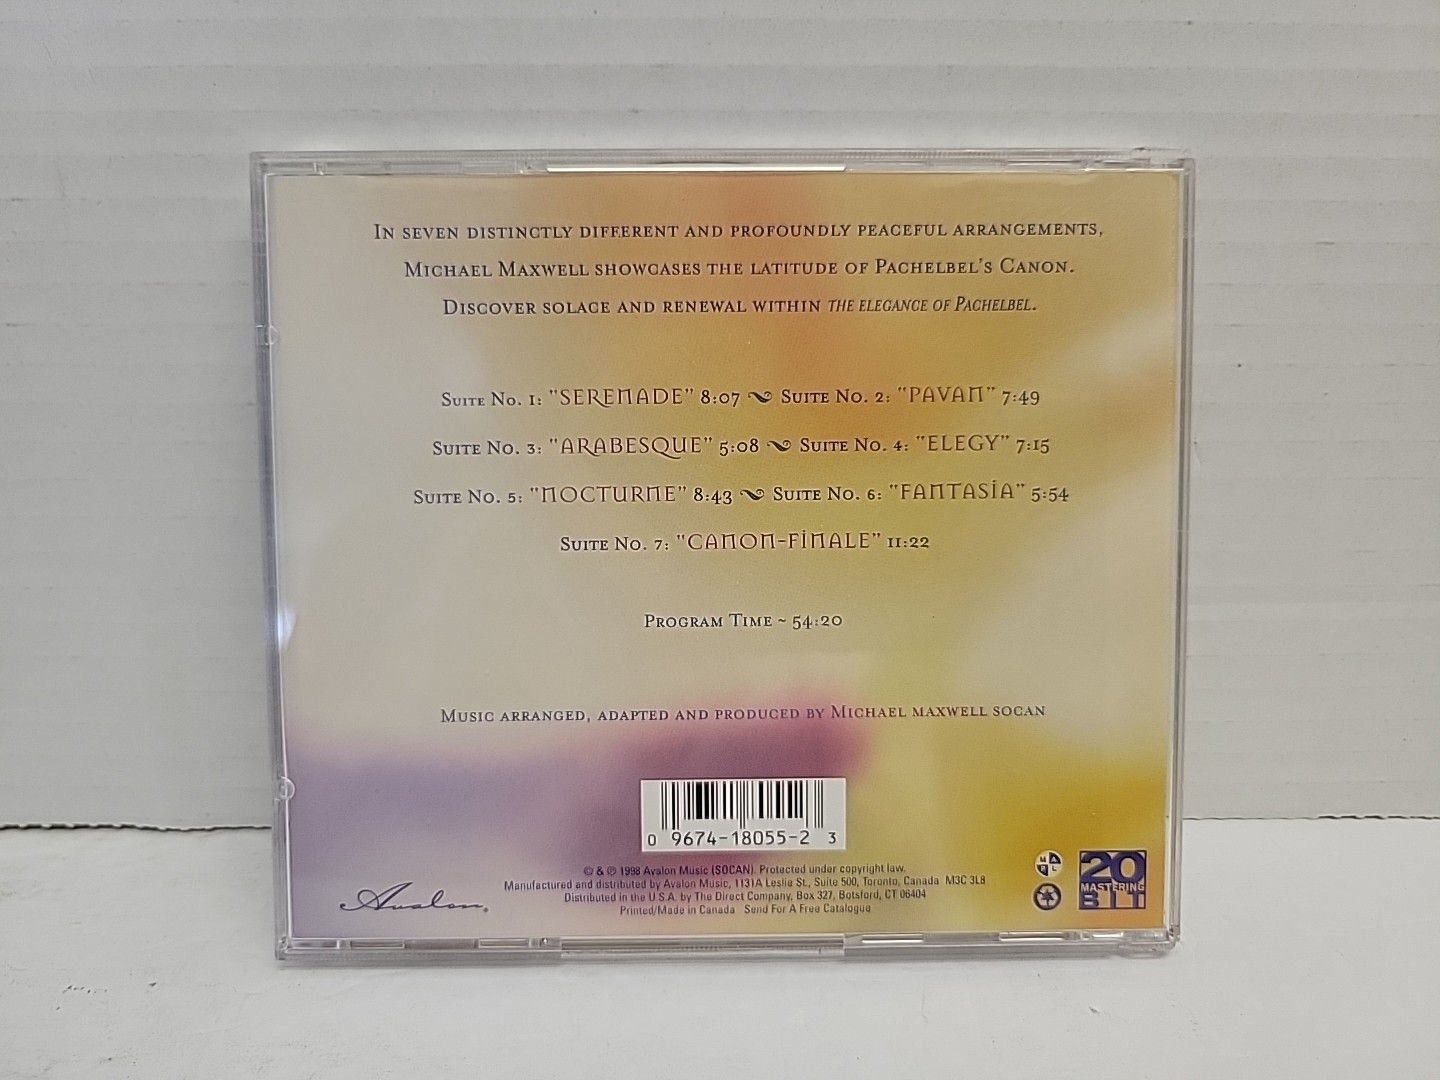 In seven distinctly different and profoundly peaceful arrangements,
Michael Maxwell showcases the latitude of Pachelbel's Canon.
Discover solace and renewal within the elegance of Pachelbel.
Suite No. 1: "SERENADE" 8:07 Suite No. 2: "PAVAN" 7:49
Suite No. 3: "ARABESQUE" 5:08 Suite No. 4: "ELEGY" 7:15
Suite No. 5: "NOCTURNE" 8:43 Suite No. 6: "FANTASIA" 5:54
Suite No. 7: "CANON-FINALE" 11:22
Program Time ~ 54:20
Music arranged, adapted and produced by Michael Maxwell SOCAN
0 9674-18055-2 3
© & ℗ 1998 Avalon Music (SOCAN). Protected under copyright law.
Manufactured and distributed by Avalon Music, 1131A Leslie St., Suite 500, Toronto, Canada M3C 3L8
Distributed in the U.S.A. by The Direct Company, Box 327, Botsford, CT 06404
Printed/Made in Canada Send For A Free Catalogue
Avalon
MARL
20
MASTERING
BIT